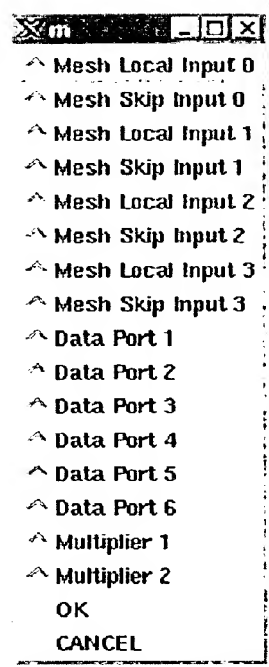 m
Mesh Local Input 0
Mesh Skip Input 0
Mesh Local Input 1
Mesh Skip Input 1
Mesh Local Input 2
Mesh Skip Input 2
Mesh Local Input 3
Mesh Skip Input 3
Data Port 1
Data Port 2
Data Port 3
Data Port 4
Data Port 5
Data Port 6
Multiplier 1
Multiplier 2
OK
CANCEL